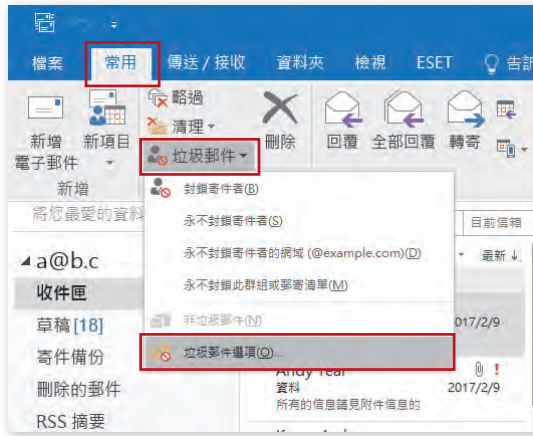 檔案 常用 傳送 / 接收 資料夾 檢視 ESET 告訴
略過
清理
垃圾郵件
新增
電子郵件
新項目
刪除 回覆 全部回覆 轉寄
新增
將您最愛的資料
封鎖寄件者(B)
永不封鎖寄件者(S)
永不封鎖寄件者的網域 (@example.com)(D)
永不封鎖此群組或郵寄清單(M)
非垃圾郵件(N)
垃圾郵件選項(O)...
目前信箱
最新
a@b.c
收件匣
草稿 [18]
寄件備份
刪除的郵件
RSS 摘要
017/2/9
Andy Tear
資料 2017/2/9
所有的信息請見附件信息的